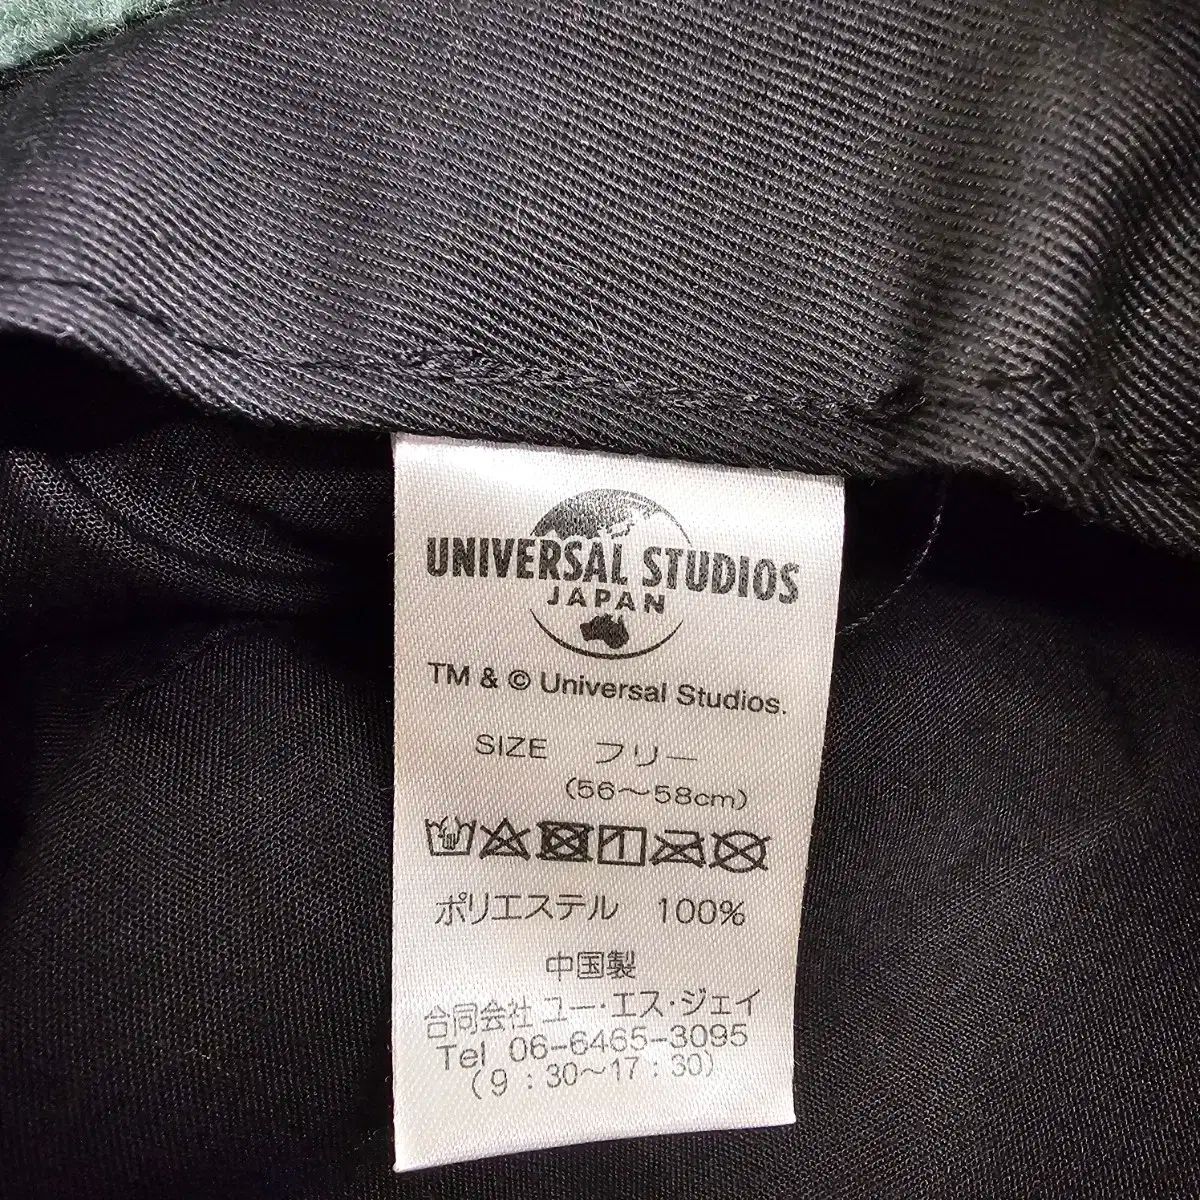 UNIVERSAL STUDIOS
JAPAN
TM & © Universal Studios.
SIZE フリー
(56～58cm)
ポリエステル 100%
中国製
合同会社 ユー・エス・ジェイ
Tel 06-6465-3095
(9:30～17:30)